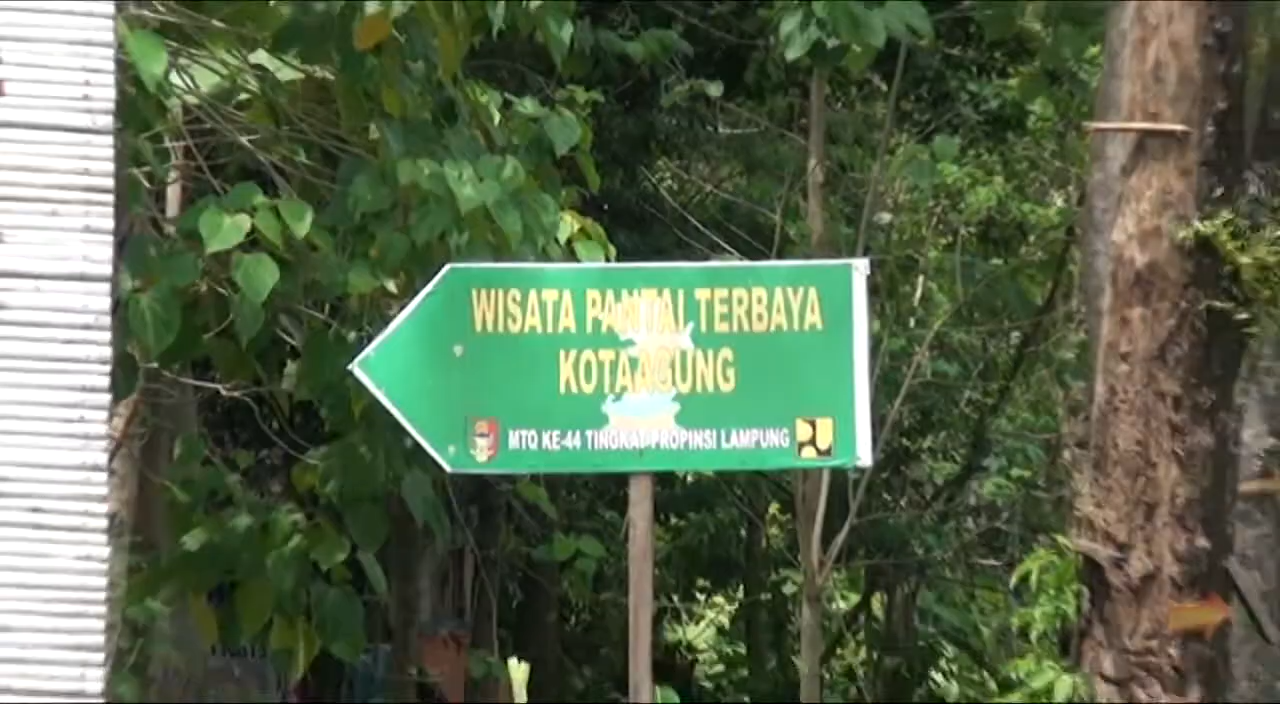 WISATA PANTAI TERBAYA
KOTAAGUNG
MTQ KE-44 TINGKAT PROPINSI LAMPUNG